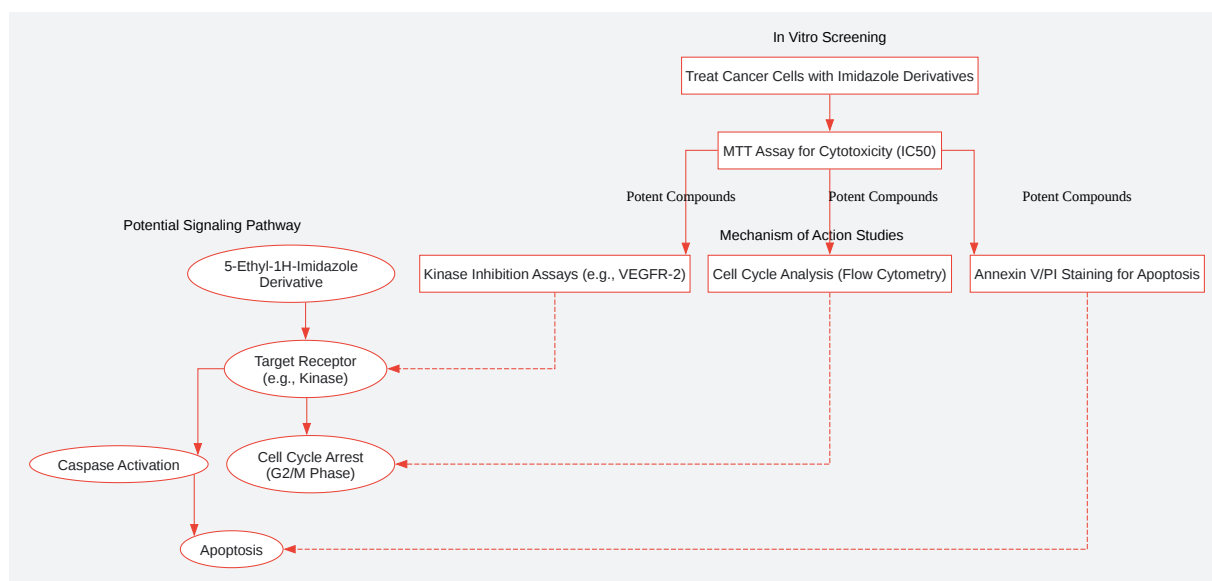 In Vitro Screening
Treat Cancer Cells with Imidazole Derivatives
MTT Assay for Cytotoxicity (IC50)
Potent Compounds
Potent Compounds
Potent Compounds
Potential Signaling Pathway
Mechanism of Action Studies
5-Ethyl-1H-Imidazole
Derivative
Kinase Inhibition Assays (e.g., VEGFR-2)
Cell Cycle Analysis (Flow Cytometry)
Annexin V/PI Staining for Apoptosis
Target Receptor
(e.g., Kinase)
Caspase Activation
Cell Cycle Arrest
(G2/M Phase)
Apoptosis